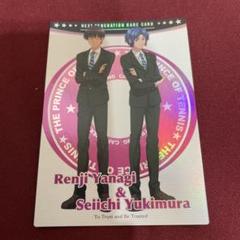 NEXT GENERATION RARE CARD
THE PRINCE OF TENNIS
Renji Yanagi
&
Seiichi Yukimura
To Trust and Be Trusted